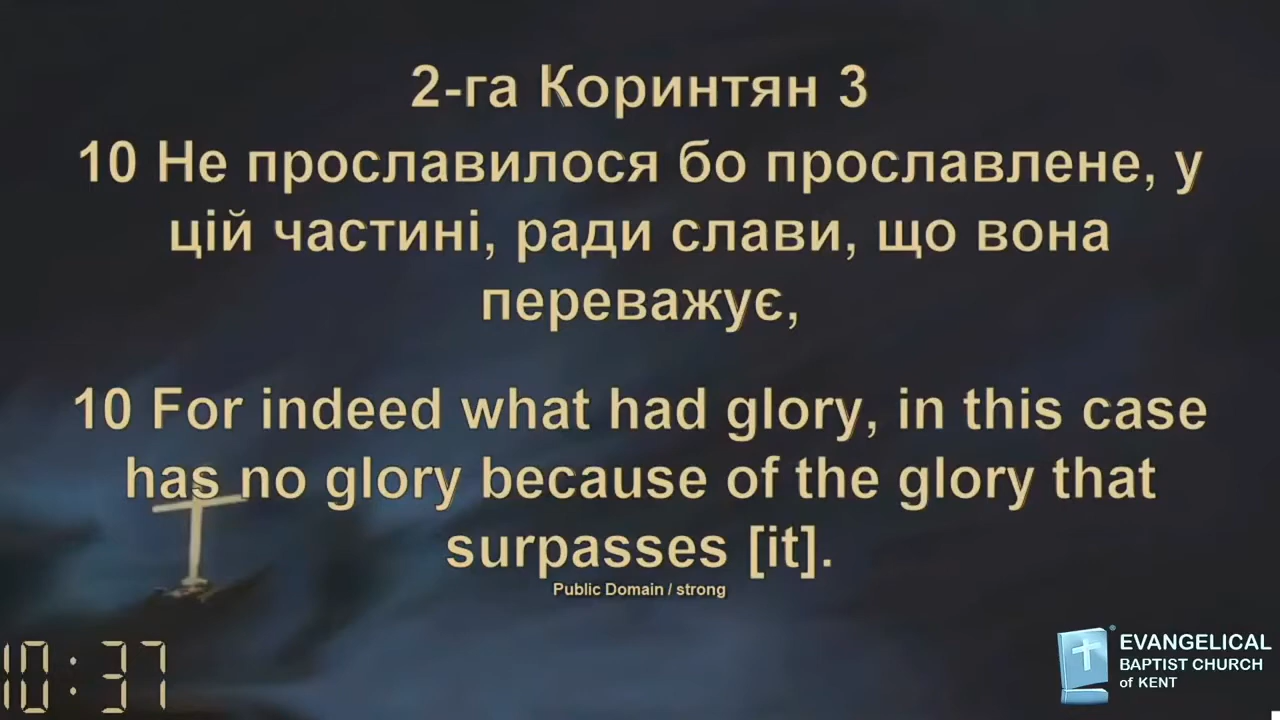 2-га Коринтян 3
10 Не прославилося бо прославлене, у
цій частині, ради слави, що вона
переважує,
10 For indeed what had glory, in this case
has no glory because of the glory that
surpasses [it].
Public Domain / strong
10:37
EVANGELICAL
BAPTIST CHURCH
of KENT